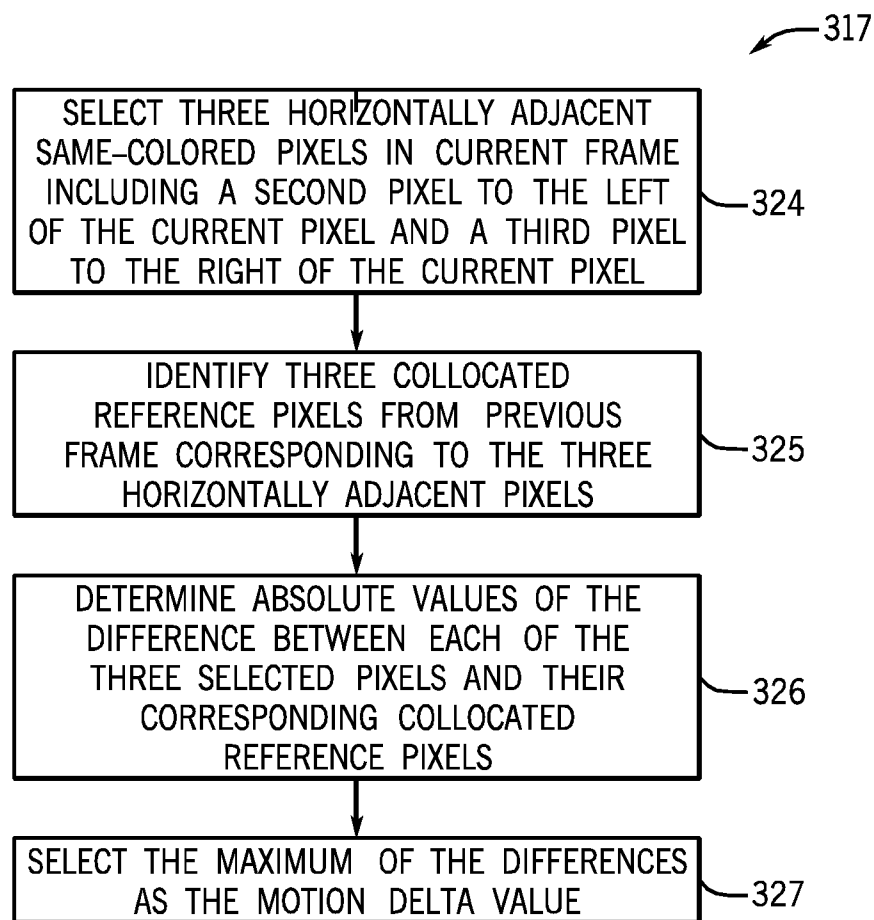 317
SELECT THREE HORIZONTALLY ADJACENT
SAME-COLORED PIXELS IN CURRENT FRAME
INCLUDING A SECOND PIXEL TO THE LEFT
OF THE CURRENT PIXEL AND A THIRD PIXEL
TO THE RIGHT OF THE CURRENT PIXEL
324
IDENTIFY THREE COLLOCATED
REFERENCE PIXELS FROM PREVIOUS
FRAME CORRESPONDING TO THE THREE
HORIZONTALLY ADJACENT PIXELS
325
DETERMINE ABSOLUTE VALUES OF THE
DIFFERENCE BETWEEN EACH OF THE
THREE SELECTED PIXELS AND THEIR
CORRESPONDING COLLOCATED
REFERENCE PIXELS
326
SELECT THE MAXIMUM OF THE DIFFERENCES
AS THE MOTION DELTA VALUE
327